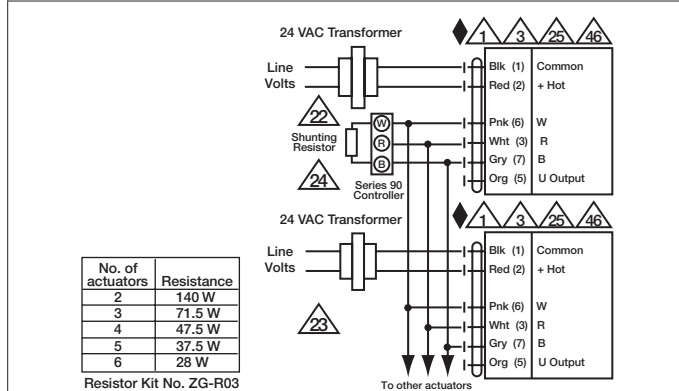 24 VAC Transformer
1 3 25 46
Line
Volts
Blk (1) Common
Red (2) + Hot
22
Shunting
Resistor
24
W
R
B
Series 90
Controller
Pnk (6) W
Wht (3) R
Gry (7) B
Org (5) U Output
24 VAC Transformer
1 3 25 46
Line
Volts
Blk (1) Common
Red (2) + Hot
23
Pnk (6) W
Wht (3) R
Gry (7) B
Org (5) U Output
To other actuators
No. of
actuators Resistance
2 140 W
3 71.5 W
4 47.5 W
5 37.5 W
6 28 W
Resistor Kit No. ZG-R03